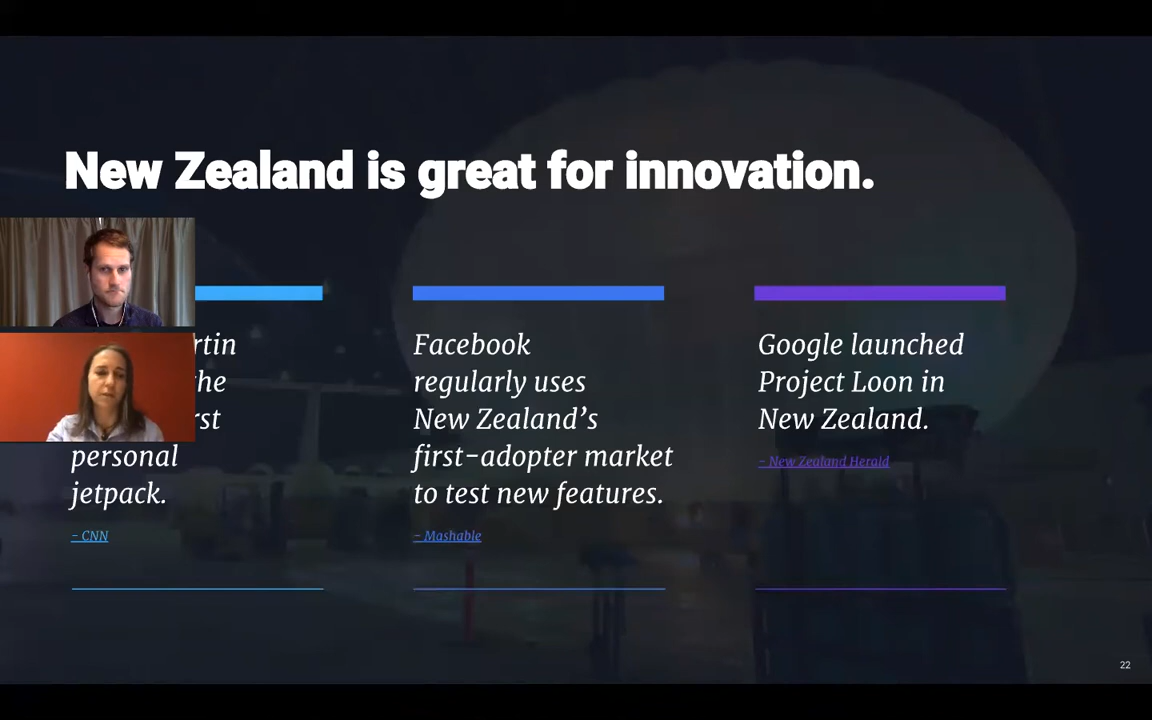 New Zealand is great for innovation.
rtin
he
rst
personal
jetpack.
- CNN
Facebook
regularly uses
New Zealand's
first-adopter market
to test new features.
- Mashable
Google launched
Project Loon in
New Zealand.
- New Zealand Herald
22